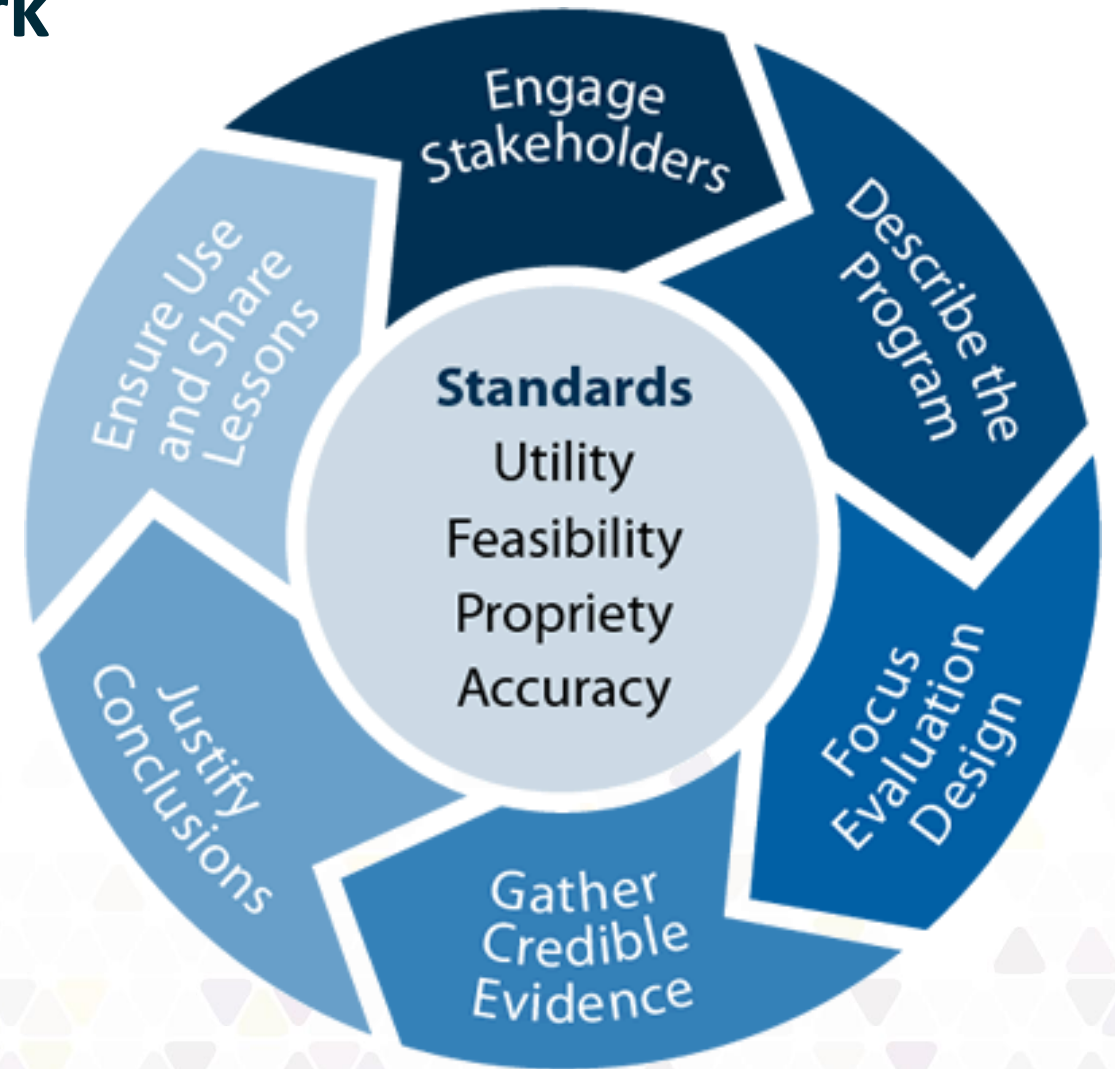 rk
Engage
Stakeholders
Describe the
Program
Focus
Evaluation
Design
Gather
Credible
Evidence
Justify
Conclusions
Ensure Use
and Share
Lessons
Standards
Utility
Feasibility
Propriety
Accuracy